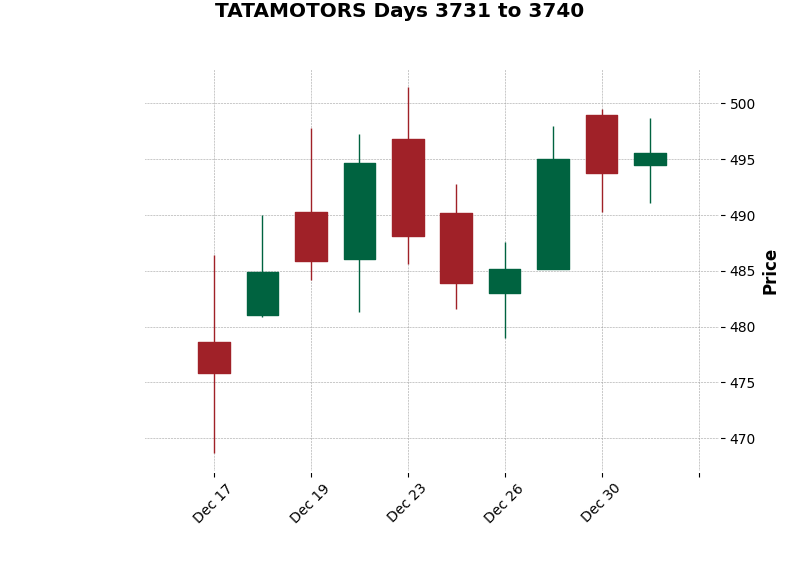 TATAMOTORS Days 3731 to 3740
500
495
490
485
480
475
470
Price
Dec 17
Dec 19
Dec 23
Dec 26
Dec 30